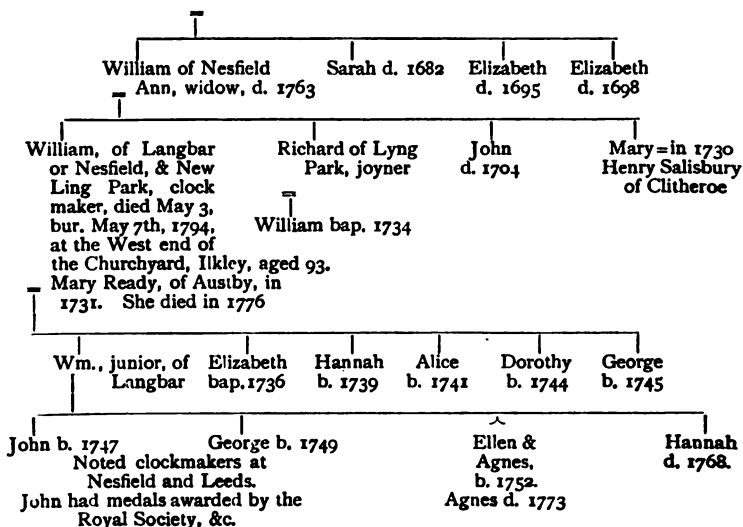 William of Nesfield
Ann, widow, d. 1763
Sarah d. 1682
Elizabeth
d. 1695
Elizabeth
d. 1698
William, of Langbar
or Nesfield, & New
Ling Park, clock
maker, died May 3,
bur. May 7th, 1794,
at the West end of
the Churchyard, Ilkley, aged 93.
Mary Ready, of Austby, in
1731. She died in 1776
Richard of Lyng
Park, joyner
William bap. 1734
John
d. 1704
Mary=in 1730
Henry Salisbury
of Clitheroe
Wm., junior, of
Langbar
Elizabeth
bap. 1736
Hannah
b. 1739
Alice
b. 1741
Dorothy
b. 1744
George
b. 1745
John b. 1747
George b. 1749
Noted clockmakers at
Nesfield and Leeds.
John had medals awarded by the
Royal Society, &c.
Ellen &
Agnes,
b. 1752.
Agnes d. 1773
Hannah
d. 1768.